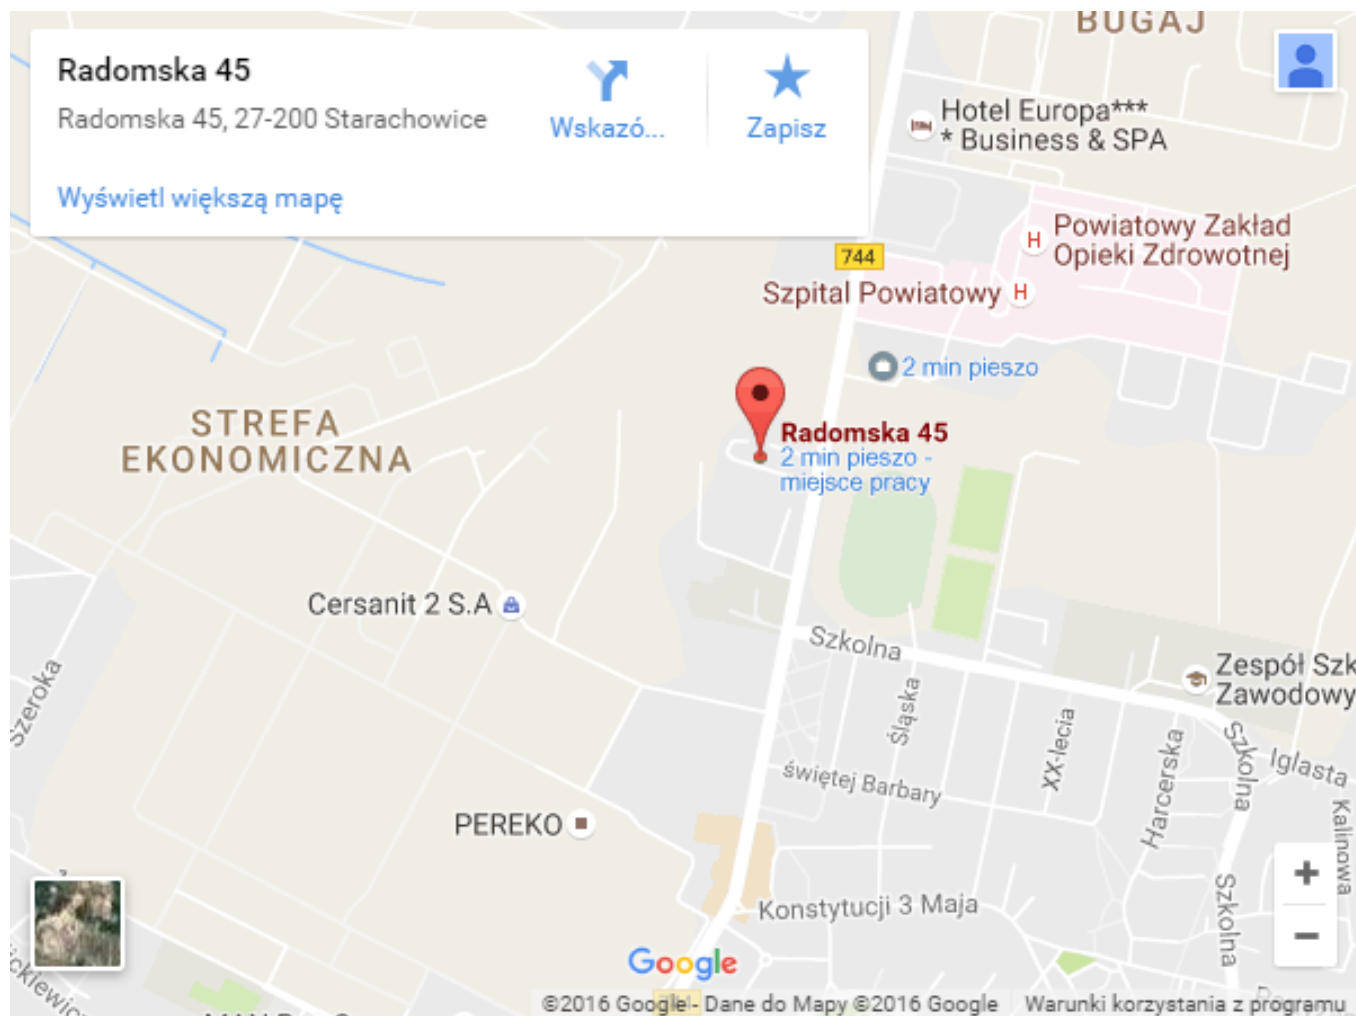 BUGAJ
Radomska 45
Radomska 45, 27-200 Starachowice
Wskazó...
Zapisz
Wyświetl większą mapę
Hotel Europa***
* Business & SPA
Powiatowy Zakład
Opieki Zdrowotnej
744
Szpital Powiatowy
H
H
2 min pieszo
STREFA
EKONOMICZNA
Radomska 45
2 min pieszo -
miejsce pracy
Cersanit 2 S.A
Szkolna
Zespół Szk
Zawodowy
Szeroka
Śląska
XX-lecia
Harcerska
Szkolna
Iglasta
świętej Barbary
Kalinowa
PEREKO
+
Konstytucji 3 Maja
Szkolna
−
Google
ckiewicz
©2016 Google - Dane do Mapy ©2016 Google
Warunki korzystania z programu